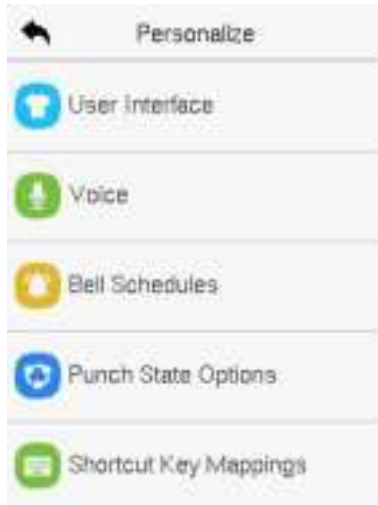 Personalize
User Interface
Voice
Bell Schedules
Punch State Options
Shortcut Key Mappings